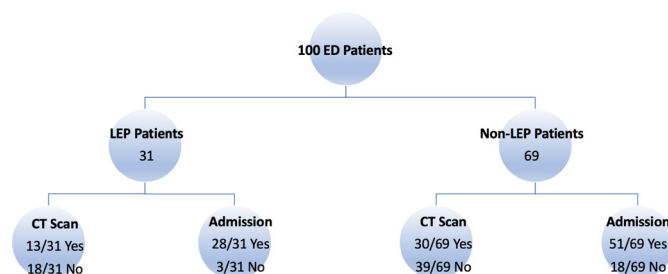 100 ED Patients
LEP Patients
31
Non-LEP Patients
69
CT Scan
13/31 Yes
18/31 No
Admission
28/31 Yes
3/31 No
CT Scan
30/69 Yes
39/69 No
Admission
51/69 Yes
18/69 No